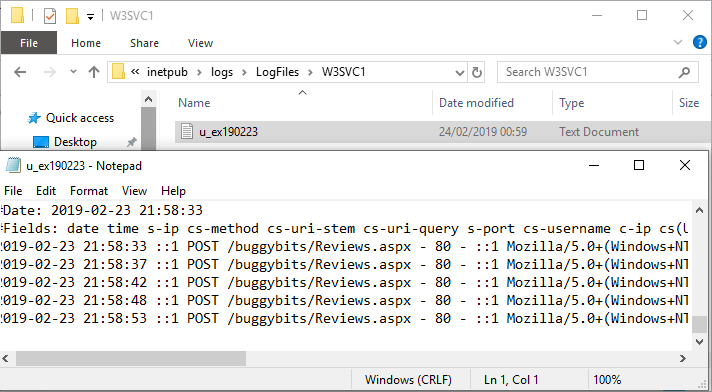 W3SVC1
File Home Share View
inetpub › logs › LogFiles › W3SVC1
Search W3SVC1
Quick access
Desktop
Name Date modified Type Size
u_ex190223 24/02/2019 00:59 Text Document
u_ex190223 - Notepad
File Edit Format View Help
#Date: 2019-02-23 21:58:33
#Fields: date time s-ip cs-method cs-uri-stem cs-uri-query s-port cs-username c-ip cs(U
2019-02-23 21:58:33 ::1 POST /buggybits/Reviews.aspx - 80 - ::1 Mozilla/5.0+(Windows+NT
2019-02-23 21:58:37 ::1 POST /buggybits/Reviews.aspx - 80 - ::1 Mozilla/5.0+(Windows+NT
2019-02-23 21:58:42 ::1 POST /buggybits/Reviews.aspx - 80 - ::1 Mozilla/5.0+(Windows+NT
2019-02-23 21:58:48 ::1 POST /buggybits/Reviews.aspx - 80 - ::1 Mozilla/5.0+(Windows+NT
2019-02-23 21:58:53 ::1 POST /buggybits/Reviews.aspx - 80 - ::1 Mozilla/5.0+(Windows+NT
Windows (CRLF) Ln 1, Col 1 100%